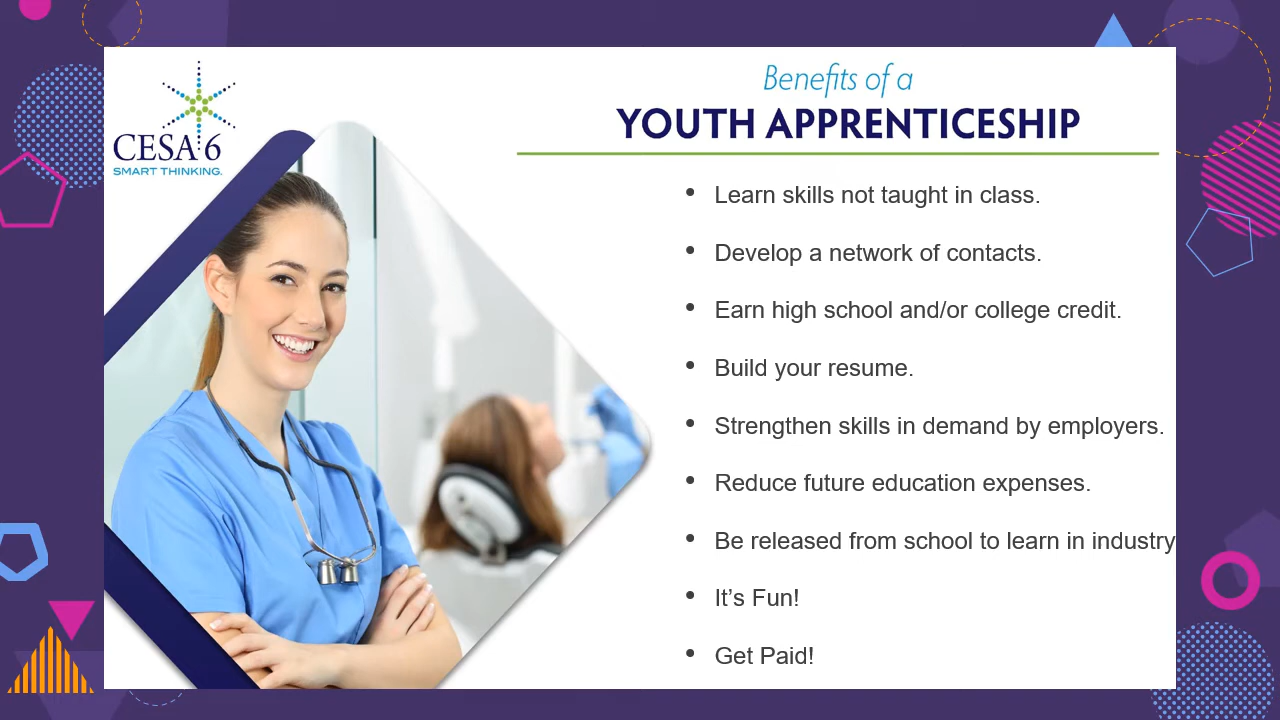 CESA 6
SMART THINKING.
Benefits of a
YOUTH APPRENTICESHIP
• Learn skills not taught in class.
• Develop a network of contacts.
• Earn high school and/or college credit.
• Build your resume.
• Strengthen skills in demand by employers.
• Reduce future education expenses.
• Be released from school to learn in industry
• It’s Fun!
• Get Paid!